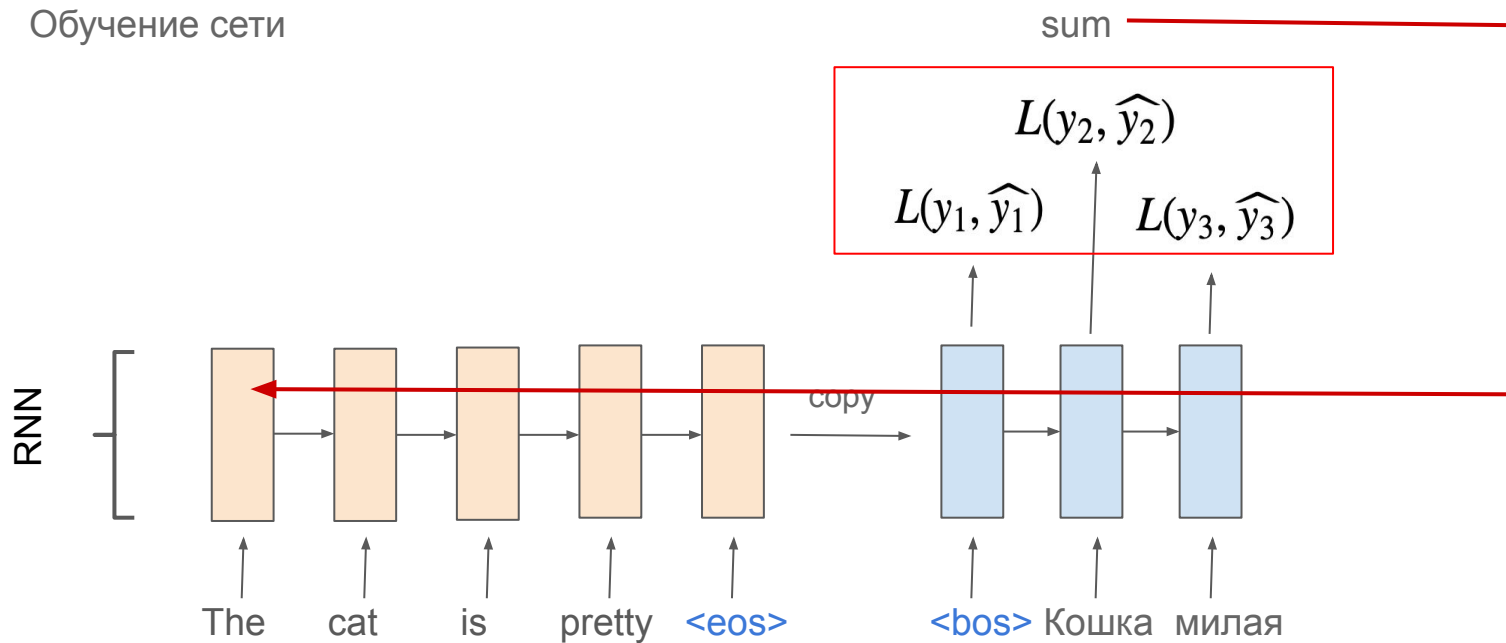 Обучение сети
sum
L(y₂, ŷ₂)
L(y₁, ŷ₁)
L(y₃, ŷ₃)
RNN
copy
The cat is pretty <eos> <bos> Кошка милая